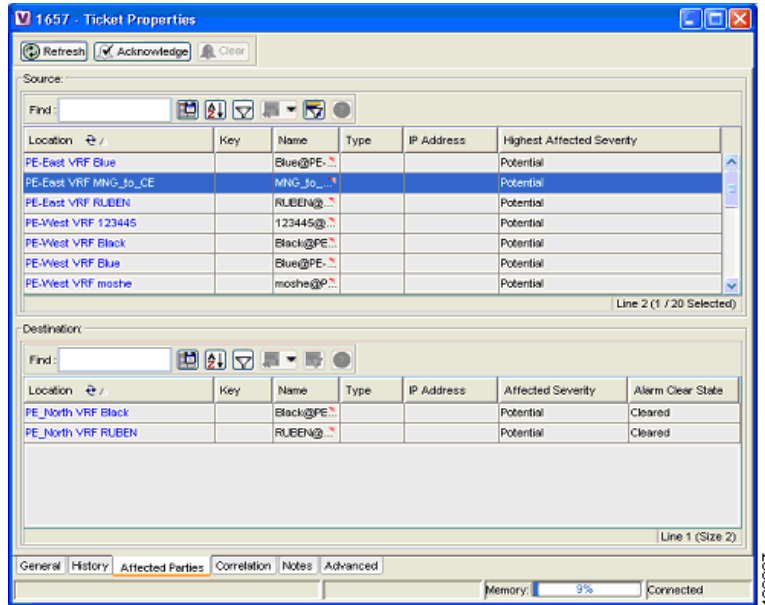 1657 - Ticket Properties
Refresh Acknowledge Clear
Source:
Find :
Location Key Name Type IP Address Highest Affected Severity
PE-East VRF Blue Blue@PE-... Potential
PE-East VRF MNG_to_CE MNG_to_... Potential
PE-East VRF RUBEN RUBEN@... Potential
PE-West VRF 123445 123445@... Potential
PE-West VRF Black Black@PE... Potential
PE-West VRF Blue Blue@PE-... Potential
PE-West VRF moshe moshe@P... Potential
Line 2 (1 / 20 Selected)
Destination:
Find :
Location Key Name Type IP Address Affected Severity Alarm Clear State
PE_North VRF Black Black@PE... Potential Cleared
PE_North VRF RUBEN RUBEN@... Potential Cleared
Line 1 (Size 2)
General History Affected Parties Correlation Notes Advanced
Memory: 9% Connected